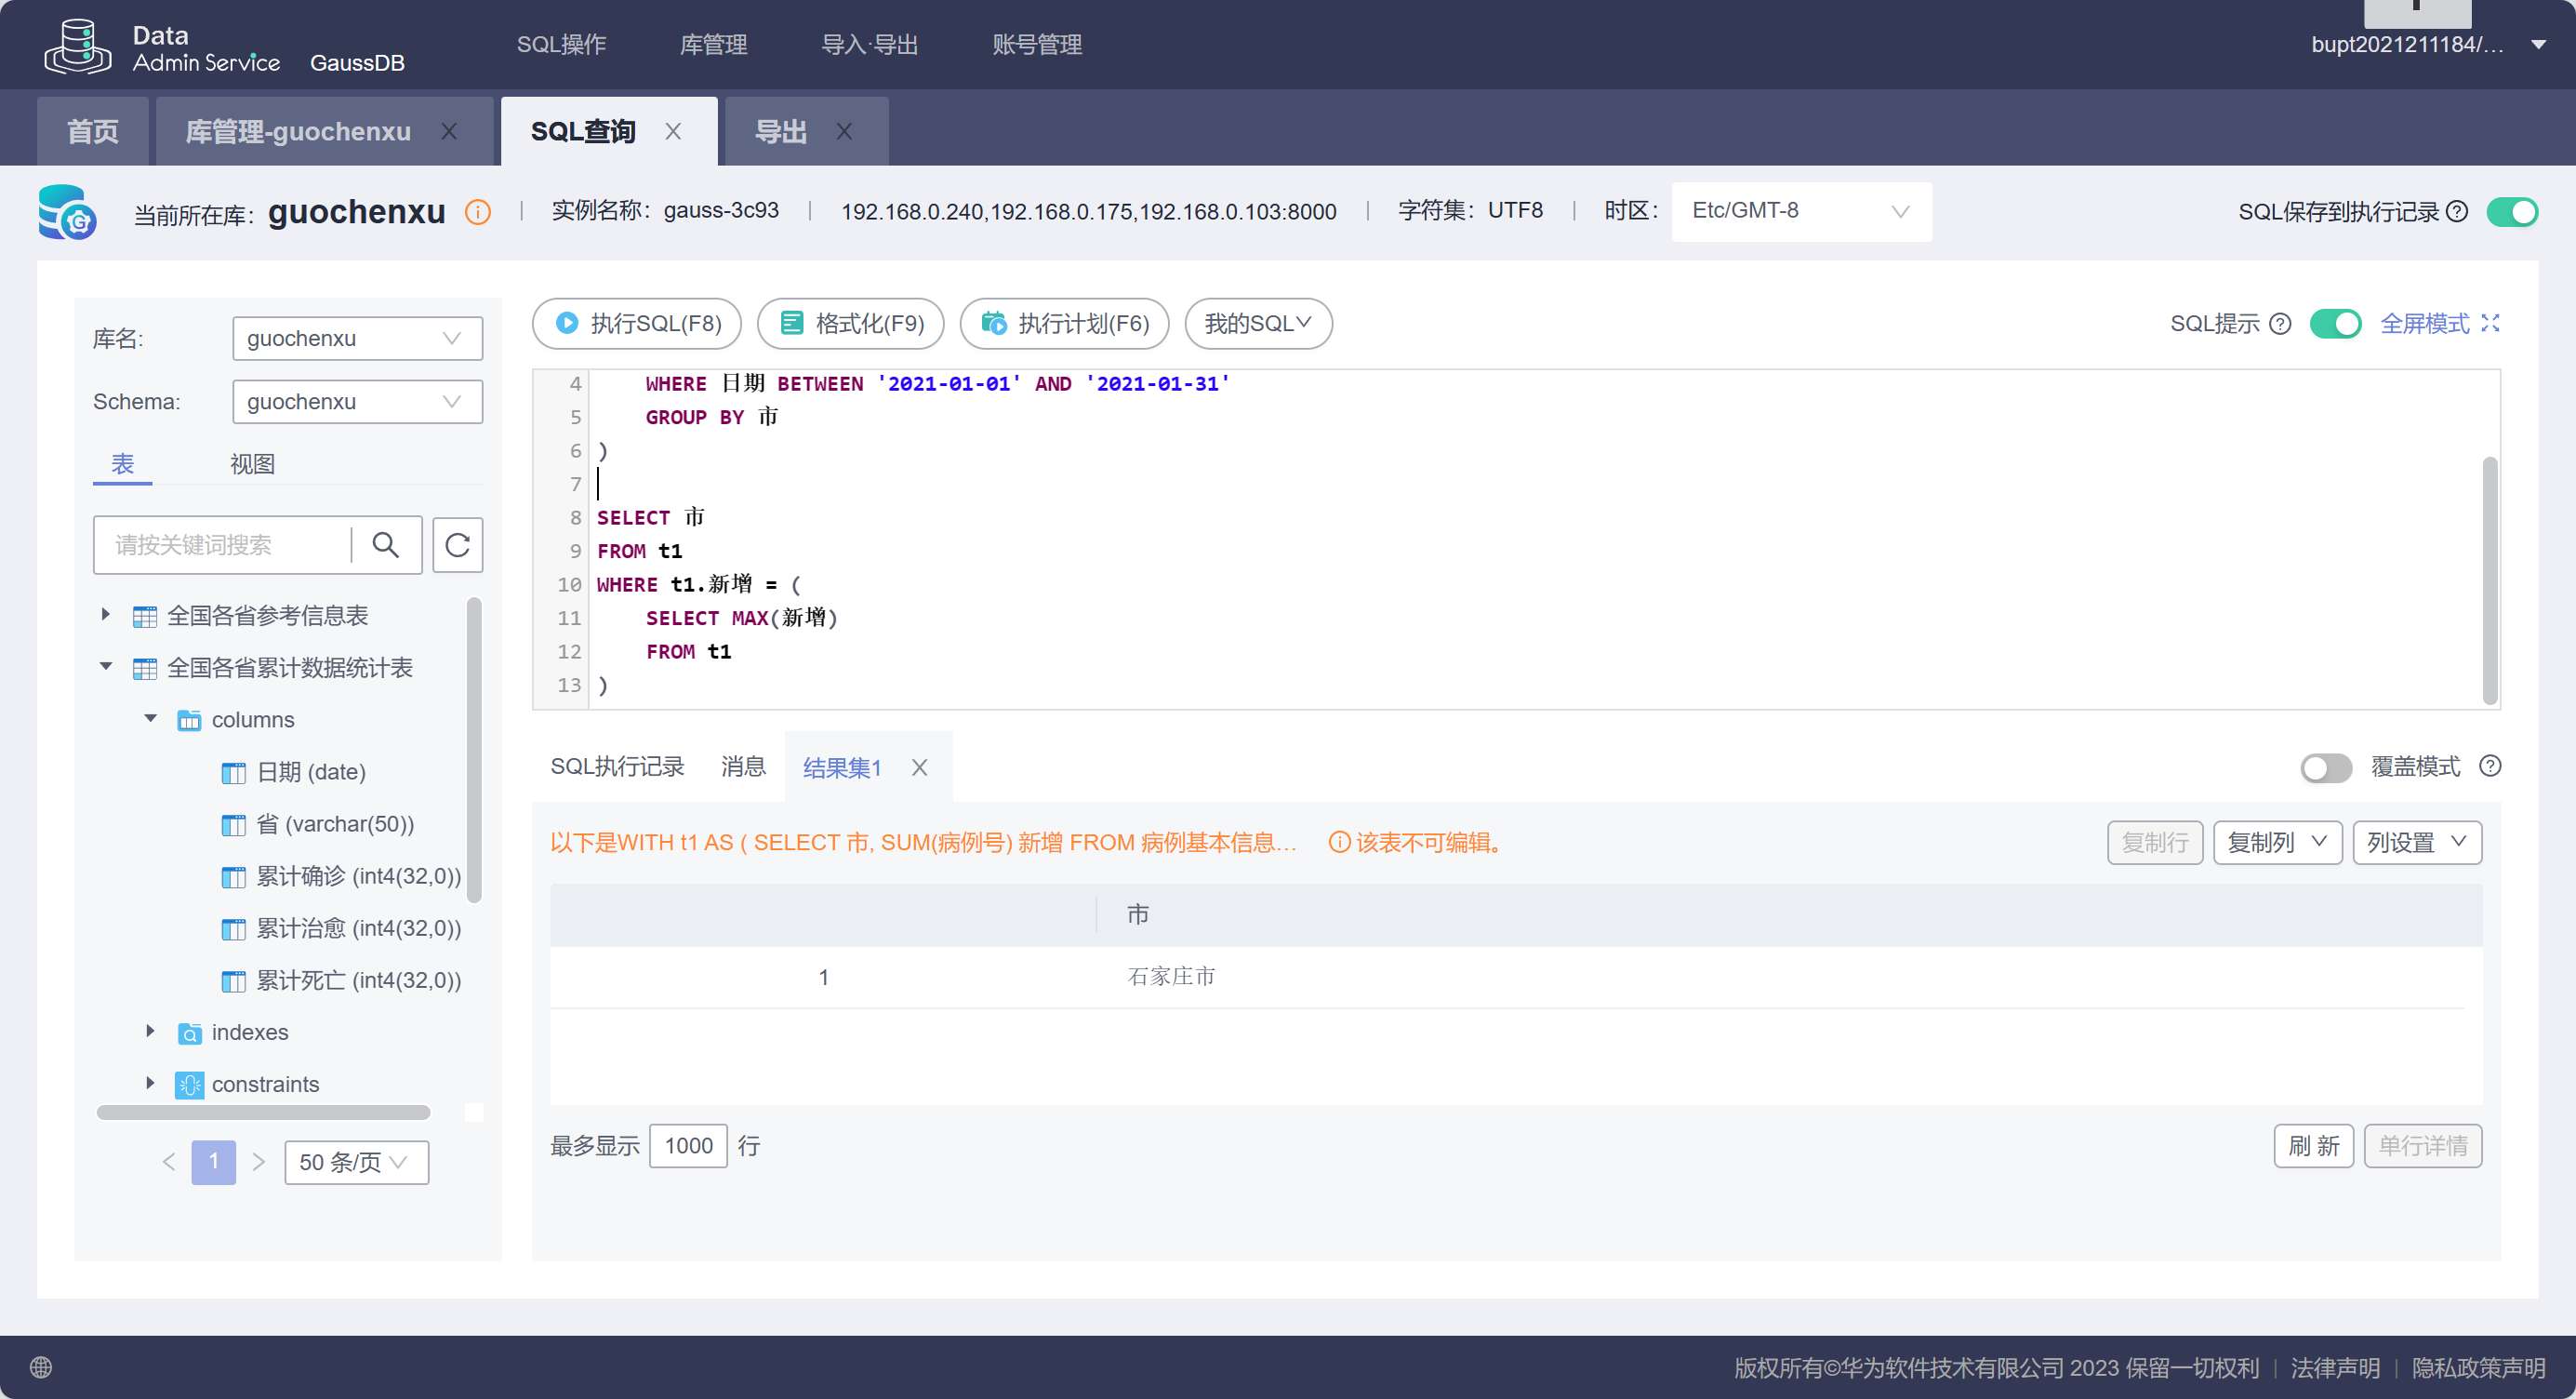 Data
Admin Service GaussDB SQL操作 库管理 导入·导出 账号管理 bupt2021211184/...
首页 库管理-guochenxu SQL查询 导出
当前所在库： guochenxu 实例名称：gauss-3c93 192.168.0.240,192.168.0.175,192.168.0.103:8000 字符集：UTF8 时区： Etc/GMT-8 SQL保存到执行记录
库名: guochenxu
Schema: guochenxu
表 视图
请按关键词搜索
全国各省参考信息表
全国各省累计数据统计表
columns
日期 (date)
省 (varchar(50))
累计确诊 (int4(32,0))
累计治愈 (int4(32,0))
累计死亡 (int4(32,0))
indexes
constraints
1 50 条/页
执行SQL(F8) 格式化(F9) 执行计划(F6) 我的SQL SQL提示 全屏模式
4 WHERE 日期 BETWEEN '2021-01-01' AND '2021-01-31'
5 GROUP BY 市
6 )
7
8 SELECT 市
9 FROM t1
10 WHERE t1.新增 = (
11 SELECT MAX(新增)
12 FROM t1
13 )
SQL执行记录 消息 结果集1 覆盖模式
以下是WITH t1 AS ( SELECT 市, SUM(病例号) 新增 FROM 病例基本信息... 该表不可编辑。 复制行 复制列 列设置
市
1 石家庄市
最多显示 1000 行 刷 新 单行详情
版权所有©华为软件技术有限公司 2023 保留一切权利 | 法律声明 | 隐私政策声明